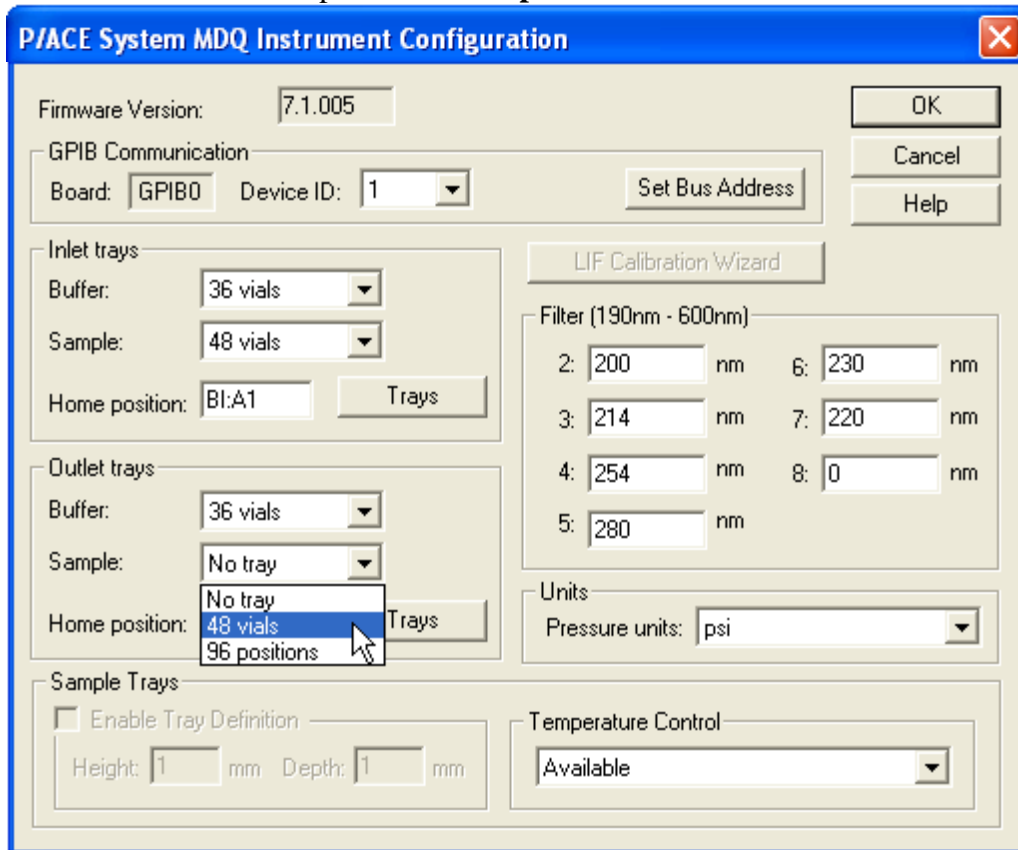 P/ACE System MDQ Instrument Configuration
Firmware Version: 7.1.005
OK
GPIB Communication
Cancel
Board: GPIB0 Device ID: 1 Set Bus Address
Help
Inlet trays
Buffer: 36 vials
Sample: 48 vials
Home position: BI:A1 Trays
LIF Calibration Wizard
Filter (190nm - 600nm)
2: 200 nm 6: 230 nm
3: 214 nm 7: 220 nm
4: 254 nm 8: 0 nm
5: 280 nm
Outlet trays
Buffer: 36 vials
Sample: No tray
No tray
Home position: 48 vials Trays
96 positions
Units
Pressure units: psi
Sample Trays
Enable Tray Definition
Height: 1 mm Depth: 1 mm
Temperature Control
Available